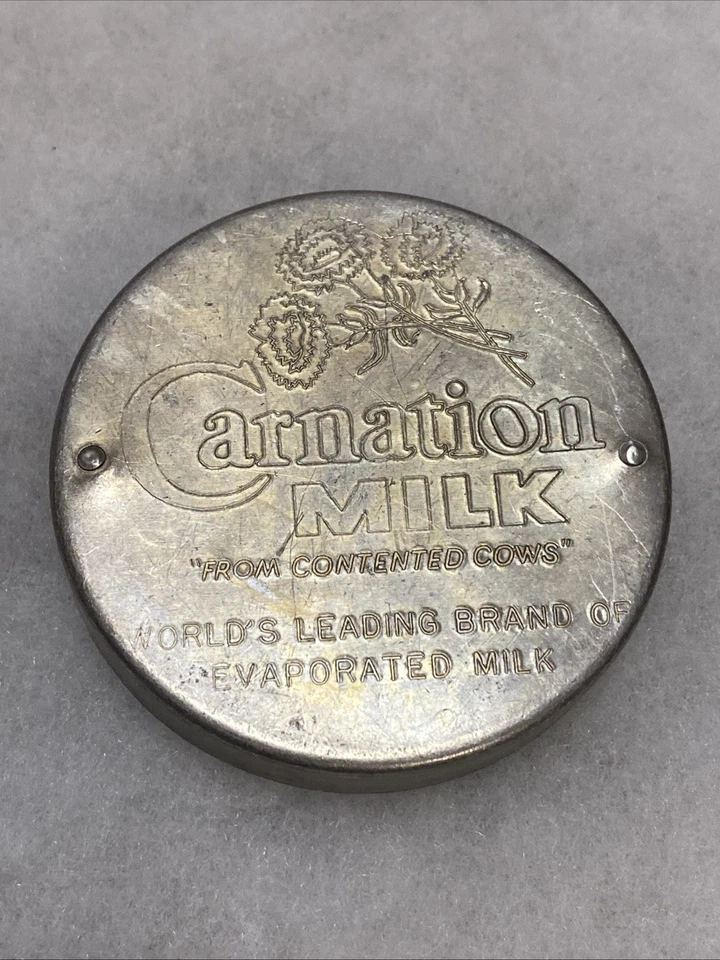 Carnation
MILK
"FROM CONTENTED COWS"
WORLD'S LEADING BRAND OF
EVAPORATED MILK